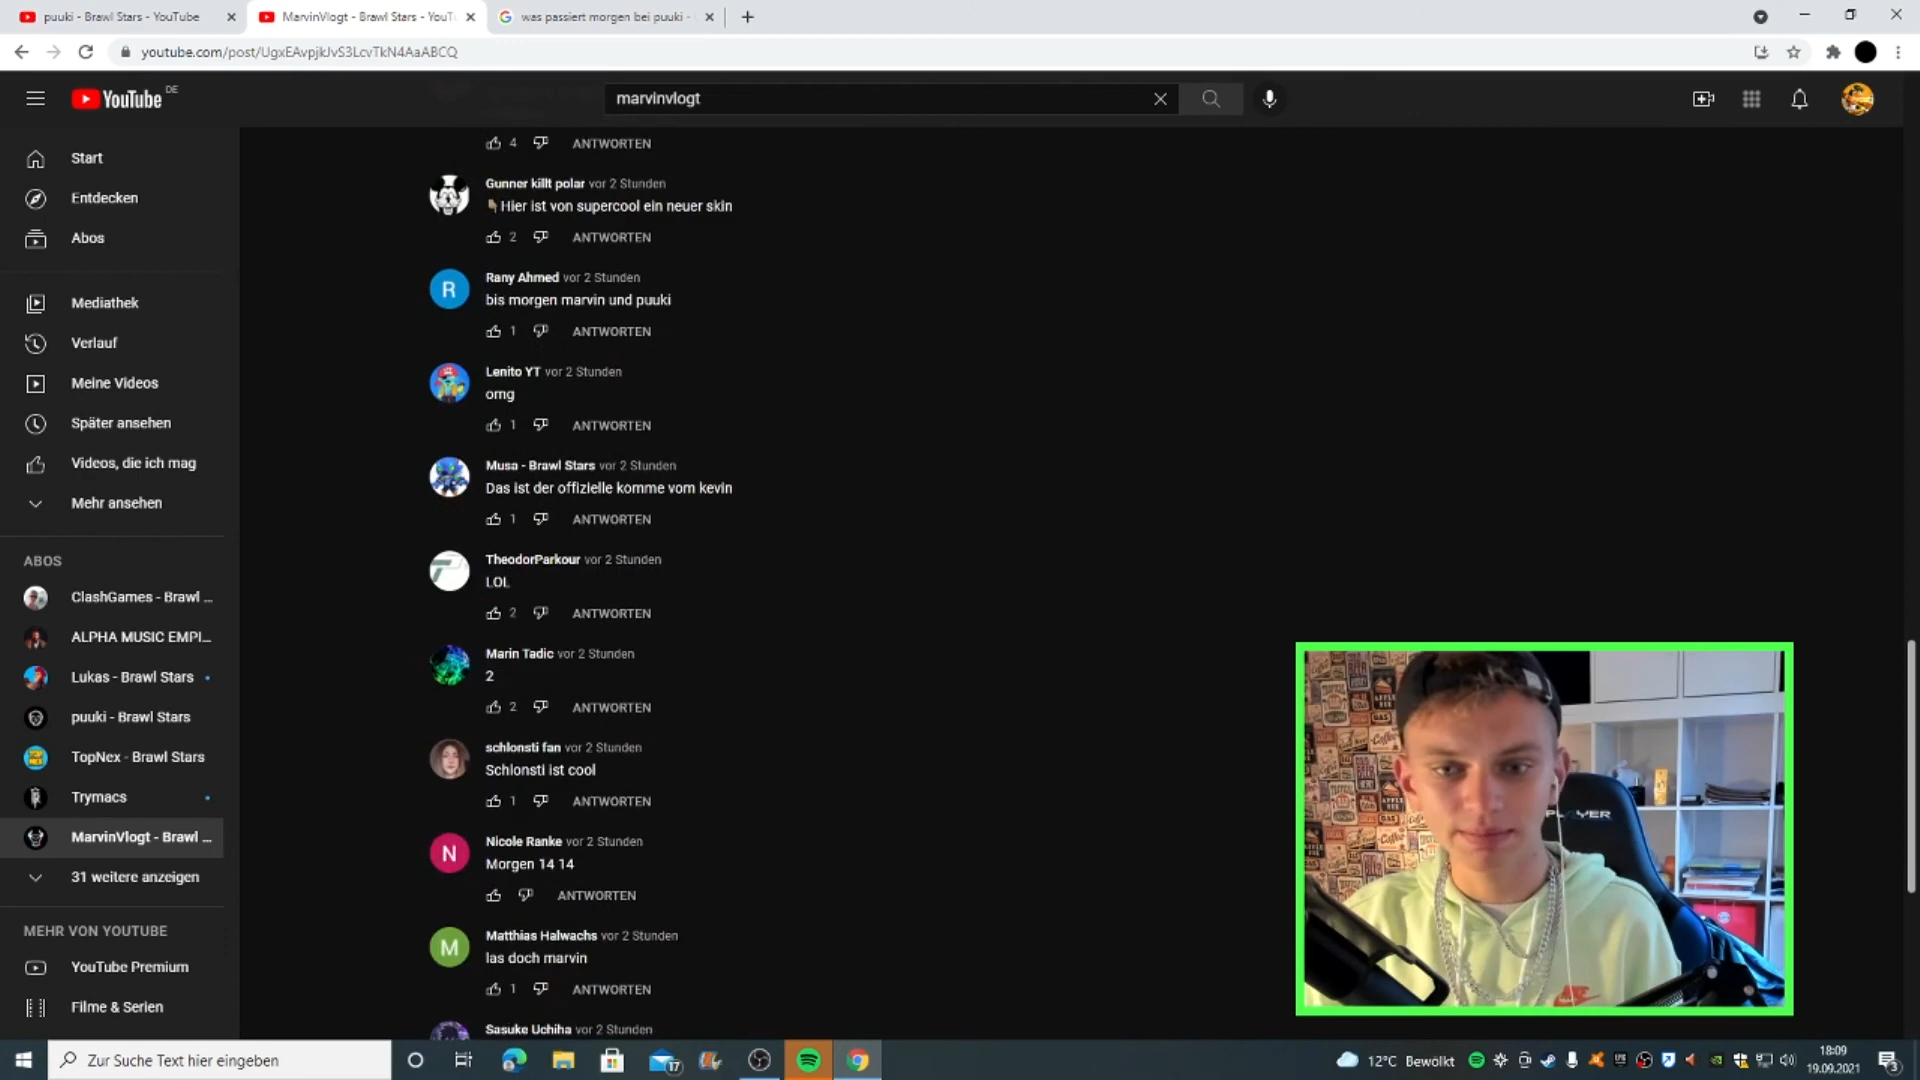 puuki - Brawl Stars - YouTube
MarvinVlogt - Brawl Stars - YouT
was passiert morgen bei puuki -
youtube.com/post/UgxEAvpjkJvS3LcvTkN4AaABCQ
YouTube DE
marvinvlogt
Start
Entdecken
Abos
Mediathek
Verlauf
Meine Videos
Später ansehen
Videos, die ich mag
Mehr ansehen
ABOS
ClashGames - Brawl ...
ALPHA MUSIC EMPI...
Lukas - Brawl Stars
puuki - Brawl Stars
TopNex - Brawl Stars
Trymacs
MarvinVlogt - Brawl ...
31 weitere anzeigen
MEHR VON YOUTUBE
YouTube Premium
Filme & Serien
4 ANTWORTEN
Gunner killt polar vor 2 Stunden
Hier ist von supercool ein neuer skin
2 ANTWORTEN
R
Rany Ahmed vor 2 Stunden
bis morgen marvin und puuki
1 ANTWORTEN
Lenito YT vor 2 Stunden
omg
1 ANTWORTEN
Musa - Brawl Stars vor 2 Stunden
Das ist der offizielle komme vom kevin
1 ANTWORTEN
TheodorParkour vor 2 Stunden
LOL
2 ANTWORTEN
Marin Tadic vor 2 Stunden
2
2 ANTWORTEN
schlonsti fan vor 2 Stunden
Schlonsti ist cool
1 ANTWORTEN
N
Nicole Ranke vor 2 Stunden
Morgen 14 14
ANTWORTEN
M
Matthias Halwachs vor 2 Stunden
las doch marvin
1 ANTWORTEN
Sasuke Uchiha vor 2 Stunden
Coffee
PLAYER
Zur Suche Text hier eingeben
17
12°C Bewölkt
18:09
19.09.2021
3